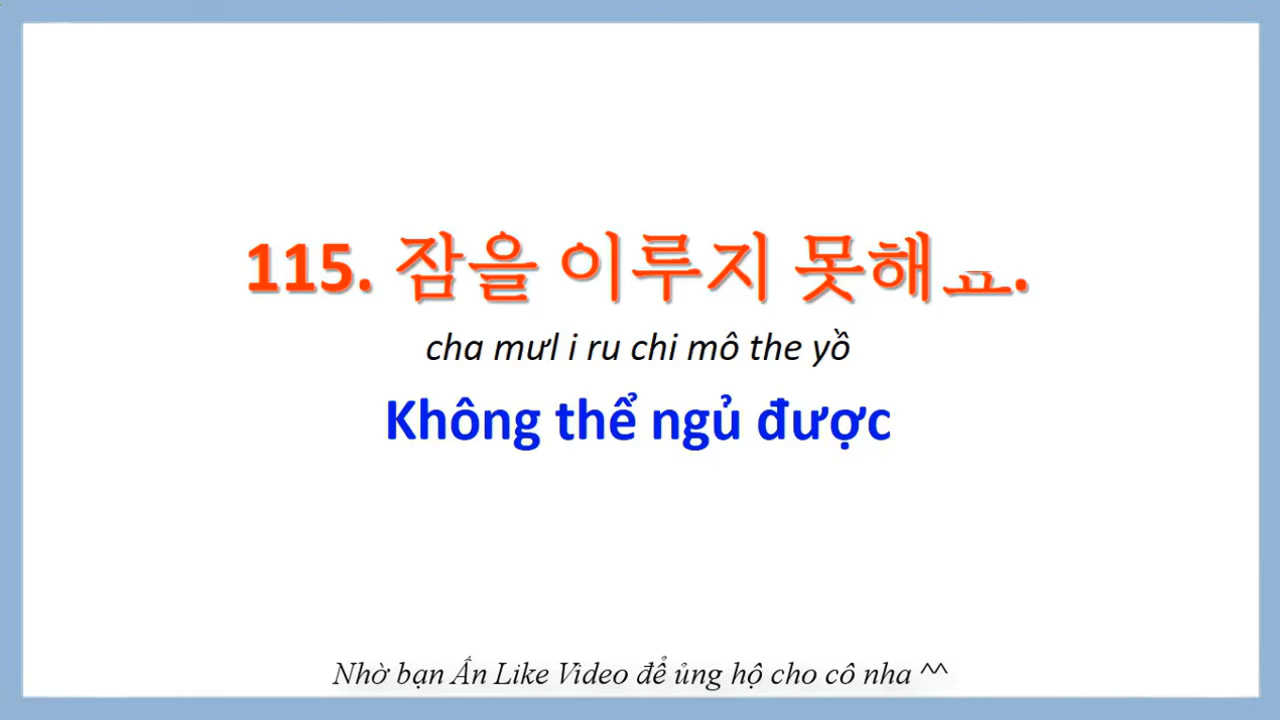 115. 잠을 이루지 못해요.
cha mưl i ru chi mô the yồ
Không thể ngủ được
Nhờ bạn Ấn Like Video để ủng hộ cho cô nha ^^